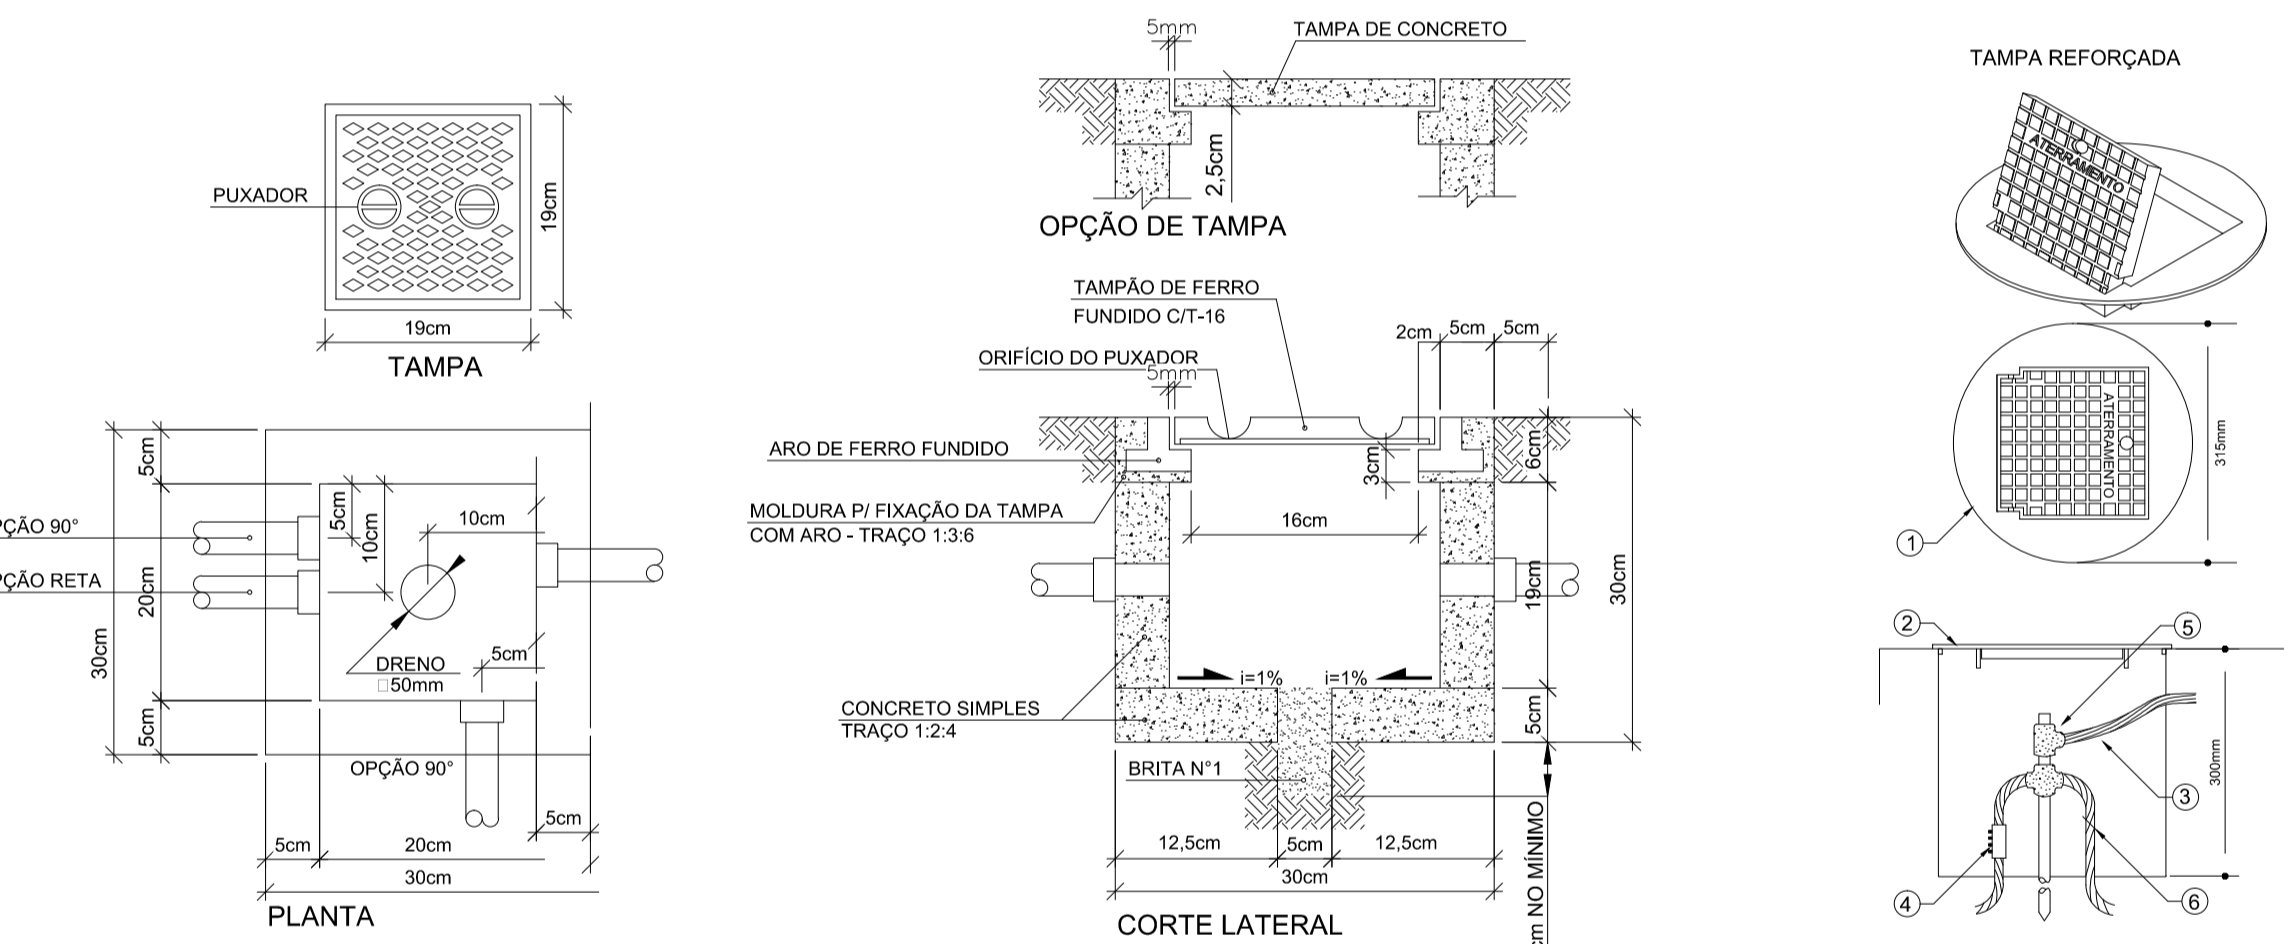 PUXADOR
19cm
19cm
TAMPA
5mm
TAMPA DE CONCRETO
2,5cm
OPÇÃO DE TAMPA
TAMPA REFORÇADA
ATERRAMENTO
ATERRAMENTO
315mm
1
TAMPÃO DE FERRO
FUNDIDO C/T-16
ORIFÍCIO DO PUXADOR
5mm
2cm
5cm
5cm
ARO DE FERRO FUNDIDO
3cm
6cm
MOLDURA P/ FIXAÇÃO DA TAMPA
COM ARO - TRAÇO 1:3:6
16cm
19cm
30cm
i=1%
i=1%
CONCRETO SIMPLES
TRAÇO 1:2:4
5cm
BRITA N°1
12,5cm
5cm
12,5cm
30cm
cm NO MÍNIMO
CORTE LATERAL
5cm
PÇÃO 90°
5cm
10cm
10cm
PÇÃO RETA
20cm
30cm
DRENO
□50mm
5cm
5cm
OPÇÃO 90°
5cm
5cm
20cm
30cm
PLANTA
2
5
3
300mm
4
6